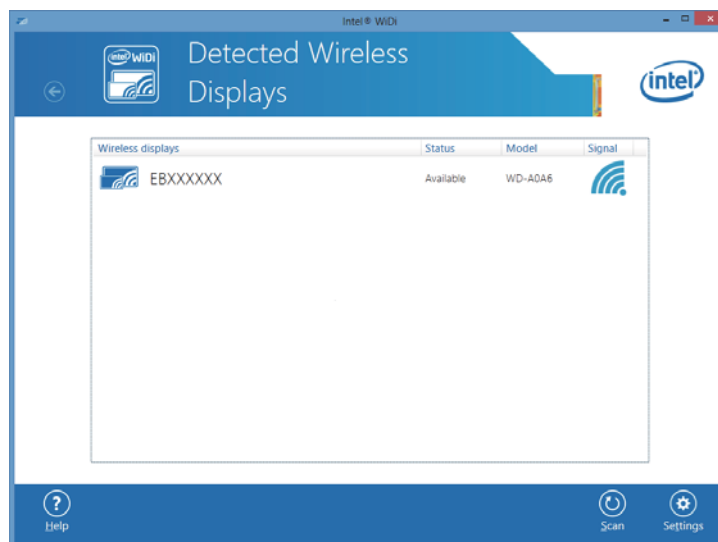 Intel® WiDi
intel WiDi
Detected Wireless
Displays
intel
Wireless displays Status Model Signal
EBXXXXXX Available WD-A0A6
? Help
Scan
Settings